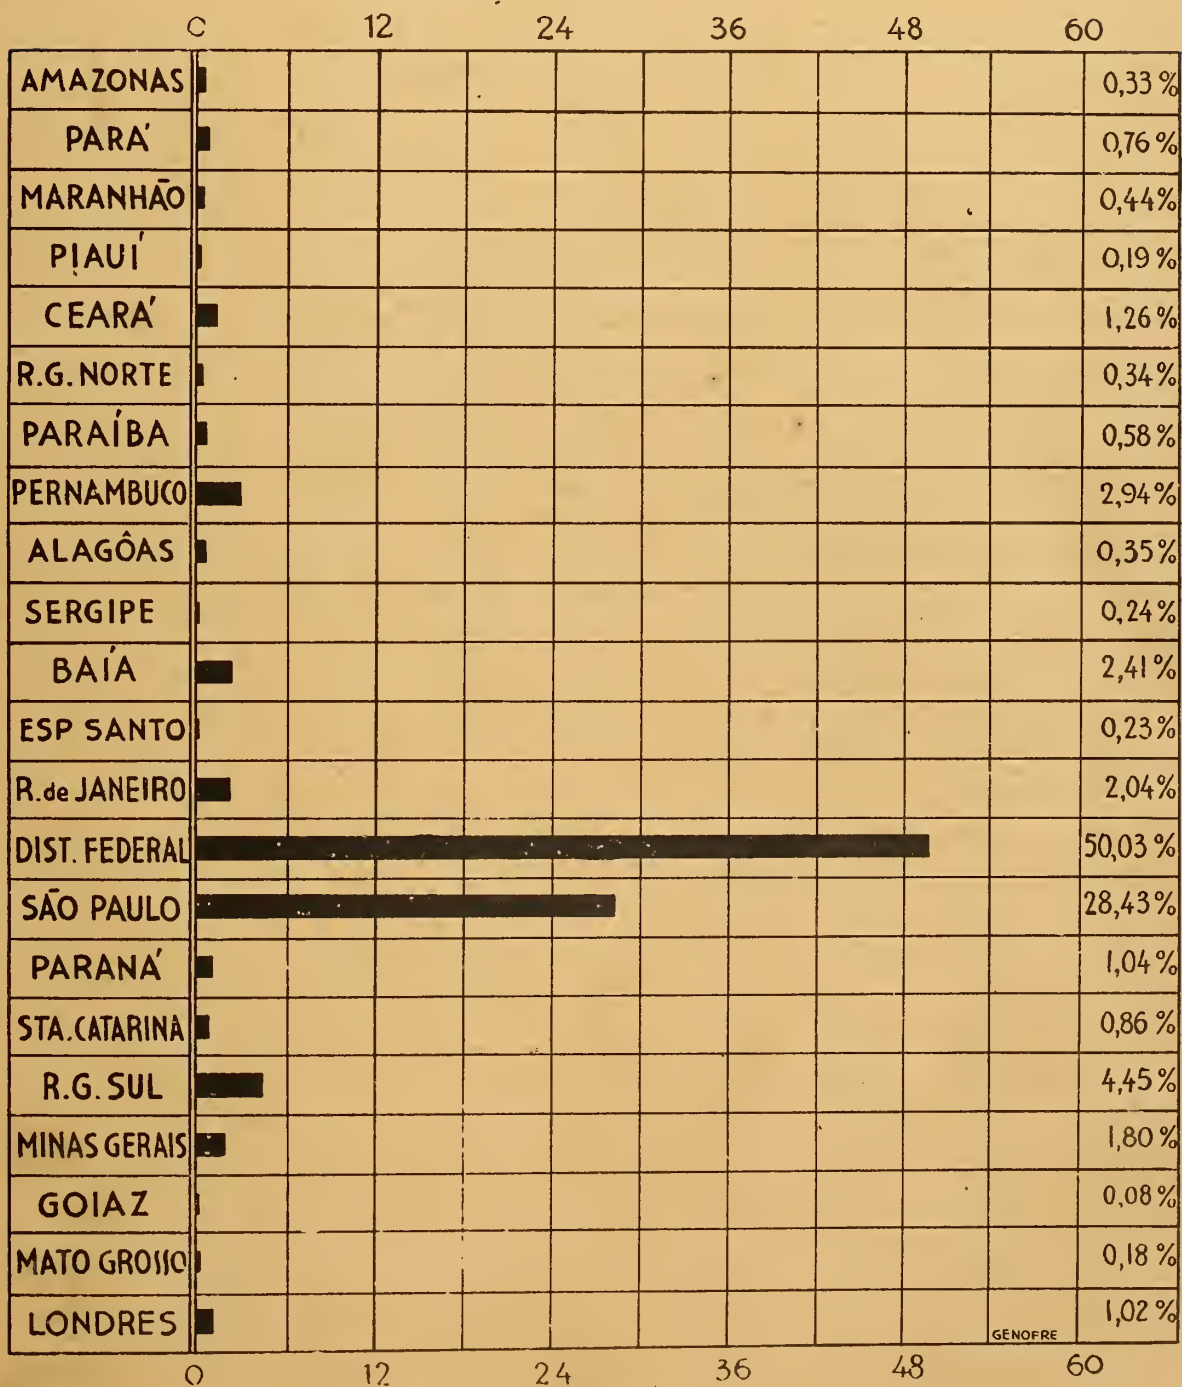 0 12 24 36 48 60
AMAZONAS 0,33 %
PARÁ 0,76 %
MARANHÃO 0,44%
PIAUÍ 0,19 %
CEARÁ 1,26%
R.G. NORTE 0,34%
PARAÍBA 0,58 %
PERNAMBUCO 2,94%
ALAGÔAS 0,35%
SERGIPE 0,24%
BAÍA 2,41 %
ESP SANTO 0,23%
R.de JANEIRO 2,04%
DIST. FEDERAL 50,03 %
SÃO PAULO 28,43%
PARANÁ 1,04 %
STA.CATARINA 0,86 %
R.G. SUL 4,45%
MINAS GERAIS 1,80 %
GOIAZ 0,08%
MATO GROSSO 0,18 %
LONDRES 1,02%
GENOFRE
0 12 24 36 48 60